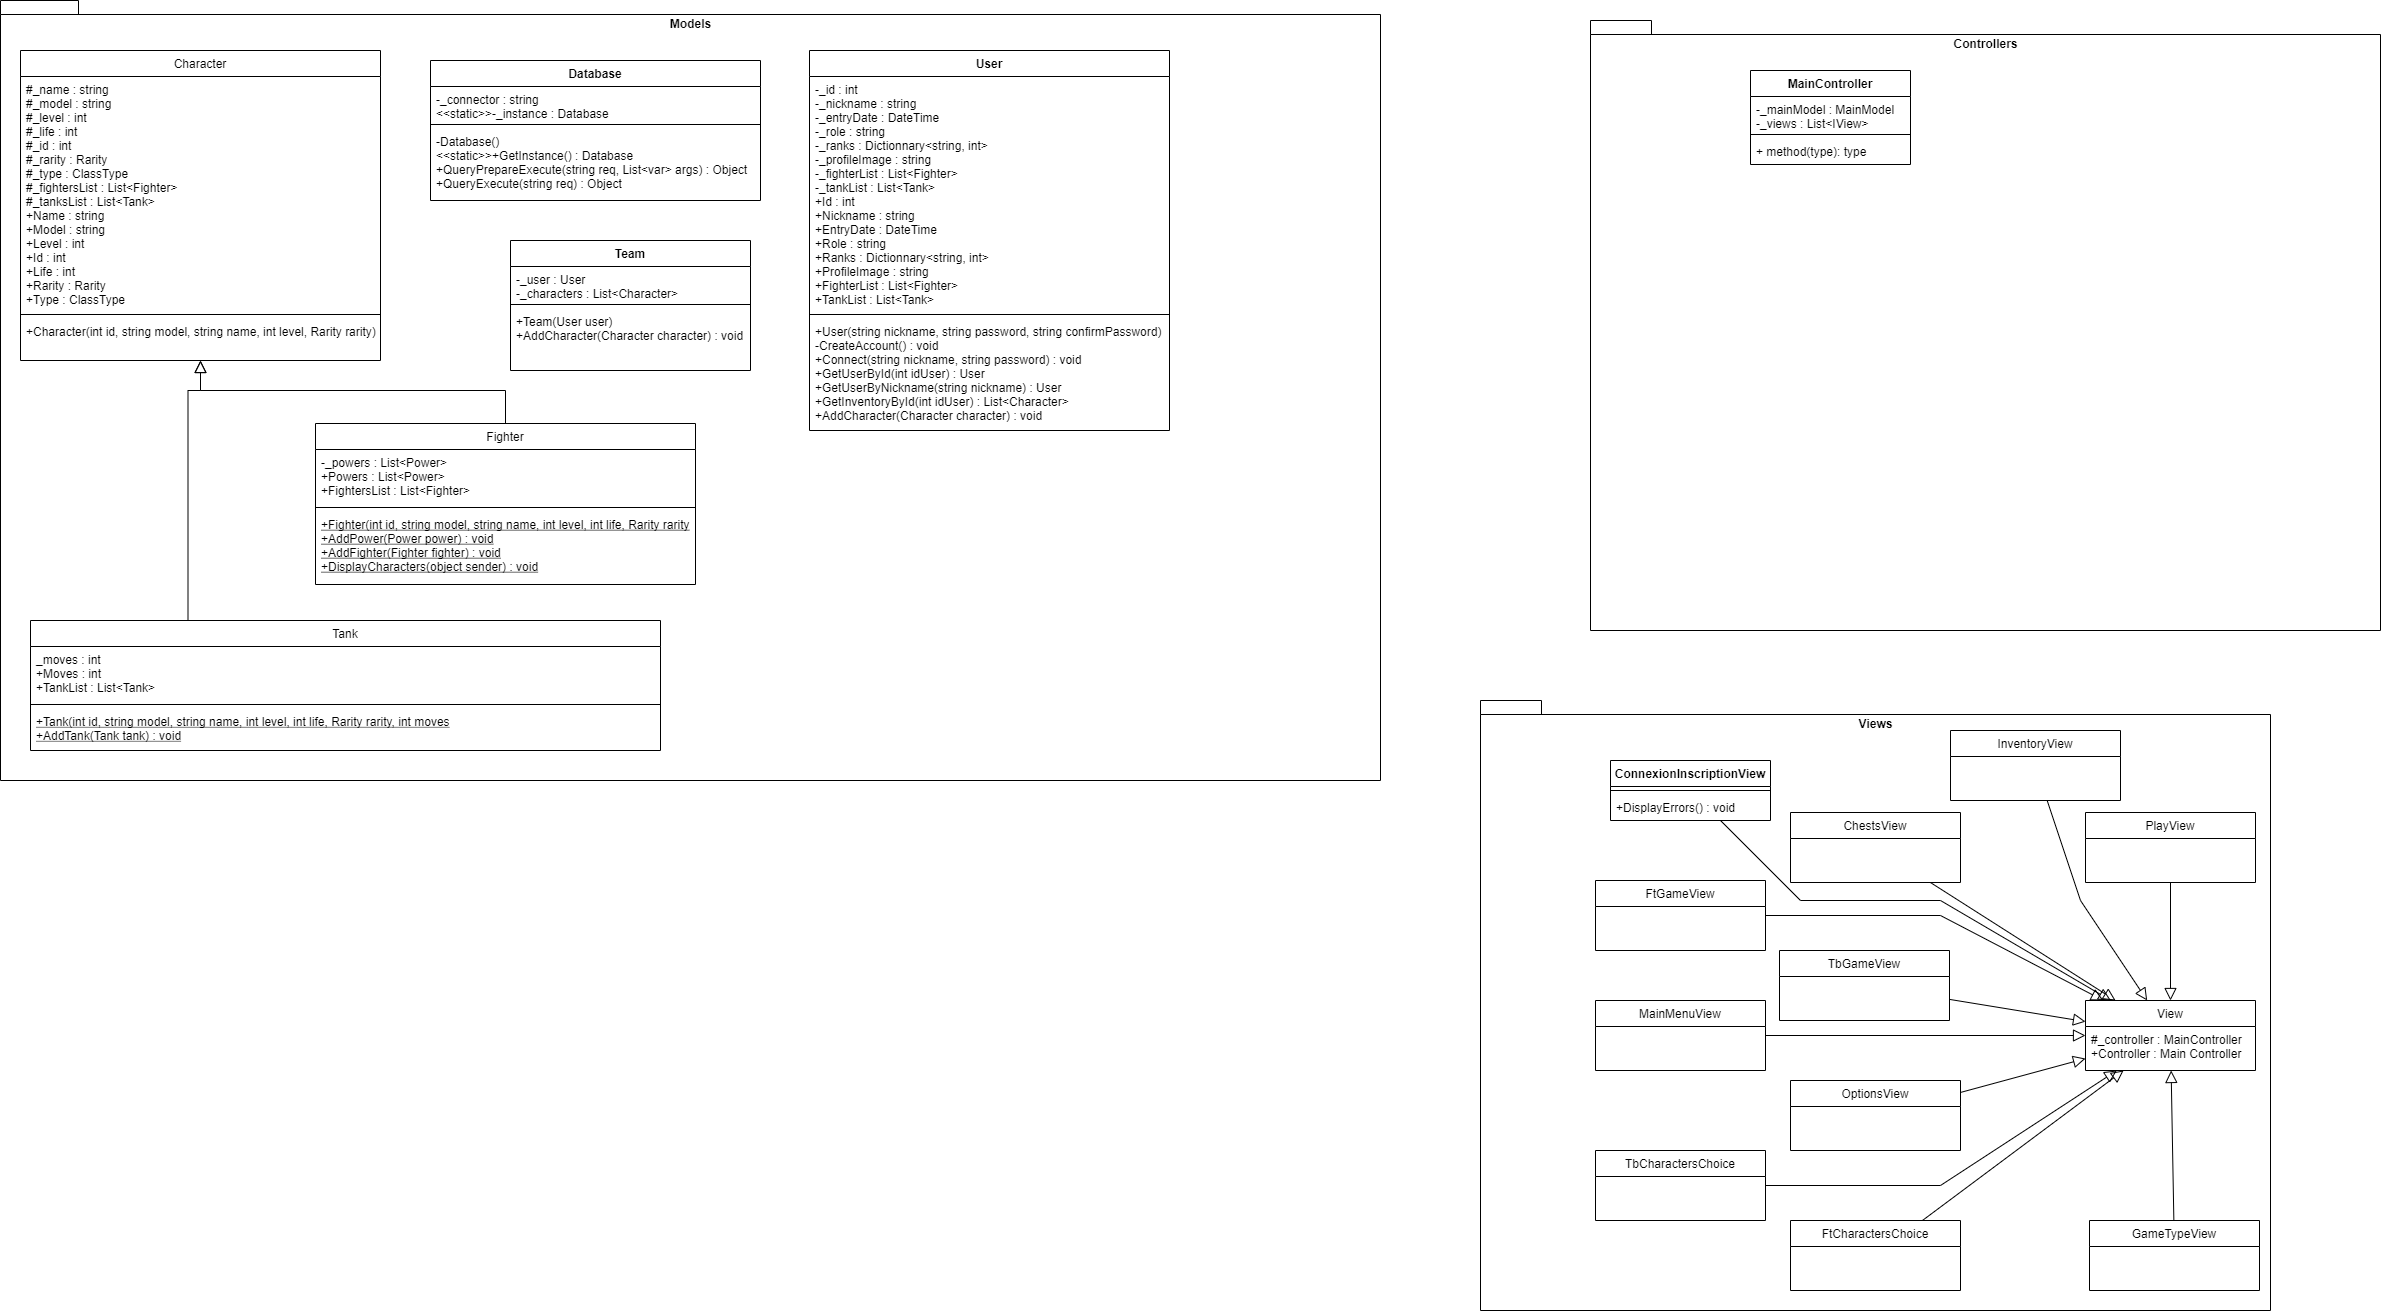 Models
Character
#_name : string
#_model : string
#_level : int
#_life : int
#_id : int
#_rarity : Rarity
#_type : ClassType
#_fightersList : List<Fighter>
#_tanksList : List<Tank>
+Name : string
+Model : string
+Level : int
+Id : int
+Life : int
+Rarity : Rarity
+Type : ClassType
+Character(int id, string model, string name, int level, Rarity rarity)
Database
-_connector : string
<<static>>-_instance : Database
-Database()
<<static>>+GetInstance() : Database
+QueryPrepareExecute(string req, List<var> args) : Object
+QueryExecute(string req) : Object
Team
-_user : User
-_characters : List<Character>
+Team(User user)
+AddCharacter(Character character) : void
User
-_id : int
-_nickname : string
-_entryDate : DateTime
-_role : string
-_ranks : Dictionnary<string, int>
-_profileImage : string
-_fighterList : List<Fighter>
-_tankList : List<Tank>
+Id : int
+Nickname : string
+EntryDate : DateTime
+Role : string
+Ranks : Dictionnary<string, int>
+ProfileImage : string
+FighterList : List<Fighter>
+TankList : List<Tank>
+User(string nickname, string password, string confirmPassword)
-CreateAccount() : void
+Connect(string nickname, string password) : void
+GetUserById(int idUser) : User
+GetUserByNickname(string nickname) : User
+GetInventoryById(int idUser) : List<Character>
+AddCharacter(Character character) : void
Fighter
-_powers : List<Power>
+Powers : List<Power>
+FightersList : List<Fighter>
+Fighter(int id, string model, string name, int level, int life, Rarity rarity
+AddPower(Power power) : void
+AddFighter(Fighter fighter) : void
+DisplayCharacters(object sender) : void
Tank
_moves : int
+Moves : int
+TankList : List<Tank>
+Tank(int id, string model, string name, int level, int life, Rarity rarity, int moves
+AddTank(Tank tank) : void
Controllers
MainController
-_mainModel : MainModel
-_views : List<IView>
+ method(type): type
Views
InventoryView
ConnexionInscriptionView
+DisplayErrors() : void
ChestsView
PlayView
FtGameView
TbGameView
MainMenuView
View
#_controller : MainController
+Controller : Main Controller
OptionsView
TbCharactersChoice
FtCharactersChoice
GameTypeView